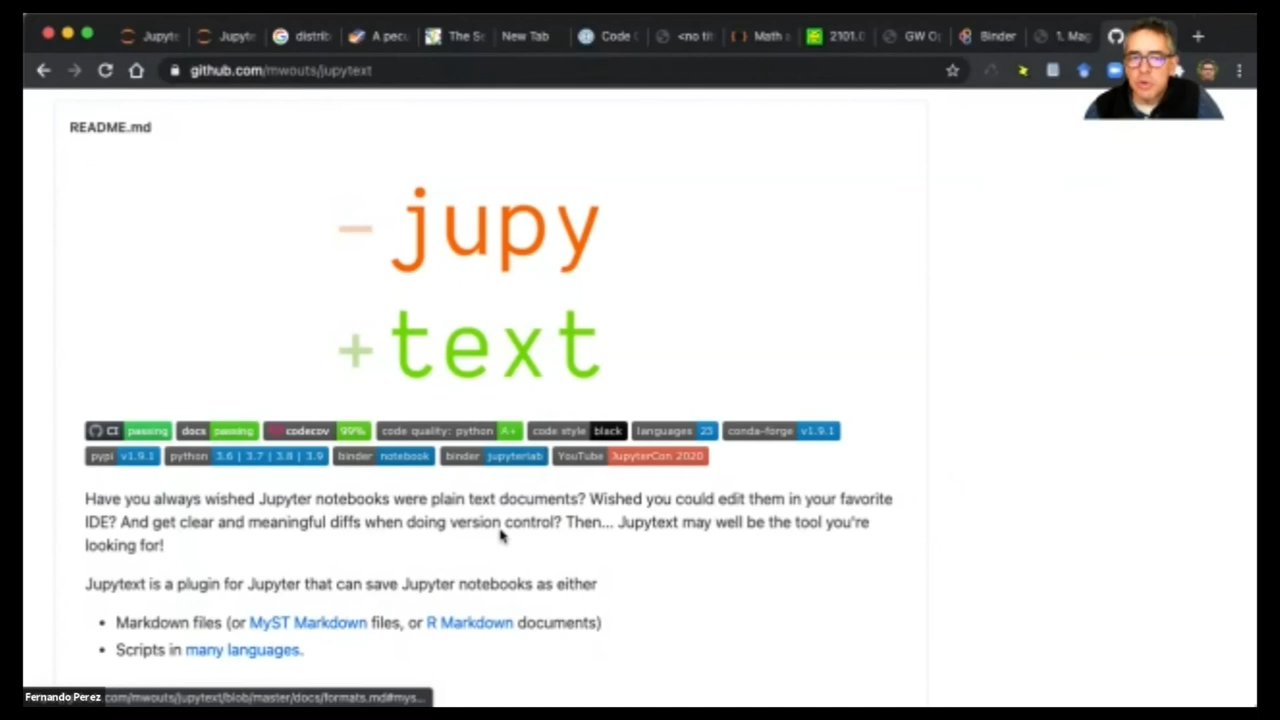 Jupyt
Jupyt
distrib
A pecu
The Sc
New Tab
Code
<no ti
Math a
2101.0
GW O
Binder
1. Mag
github.com/mwouts/jupytext
README.md
- jupy
+ text
CI passing docs passing codecov 99% code quality: python A+ code style black languages 23 conda-forge v1.9.1
pypi v1.9.1 python 3.6 | 3.7 | 3.8 | 3.9 binder notebook binder jupyterlab YouTube JupyterCon 2020
Have you always wished Jupyter notebooks were plain text documents? Wished you could edit them in your favorite
IDE? And get clear and meaningful diffs when doing version control? Then... Jupytext may well be the tool you're
looking for!
Jupytext is a plugin for Jupyter that can save Jupyter notebooks as either
• Markdown files (or MyST Markdown files, or R Markdown documents)
• Scripts in many languages.
Fernando Perez
com/mwouts/jupytext/blob/master/docs/formats.md#mys...